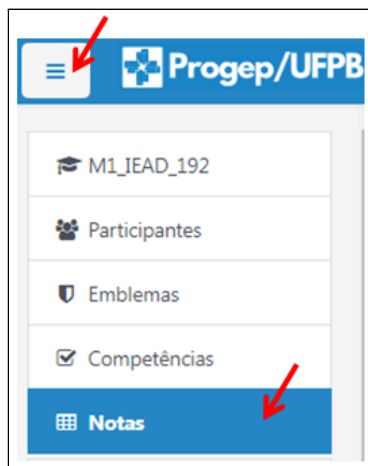 Progep/UFPB
M1_IEAD_192
Participantes
Emblemas
Competências
Notas